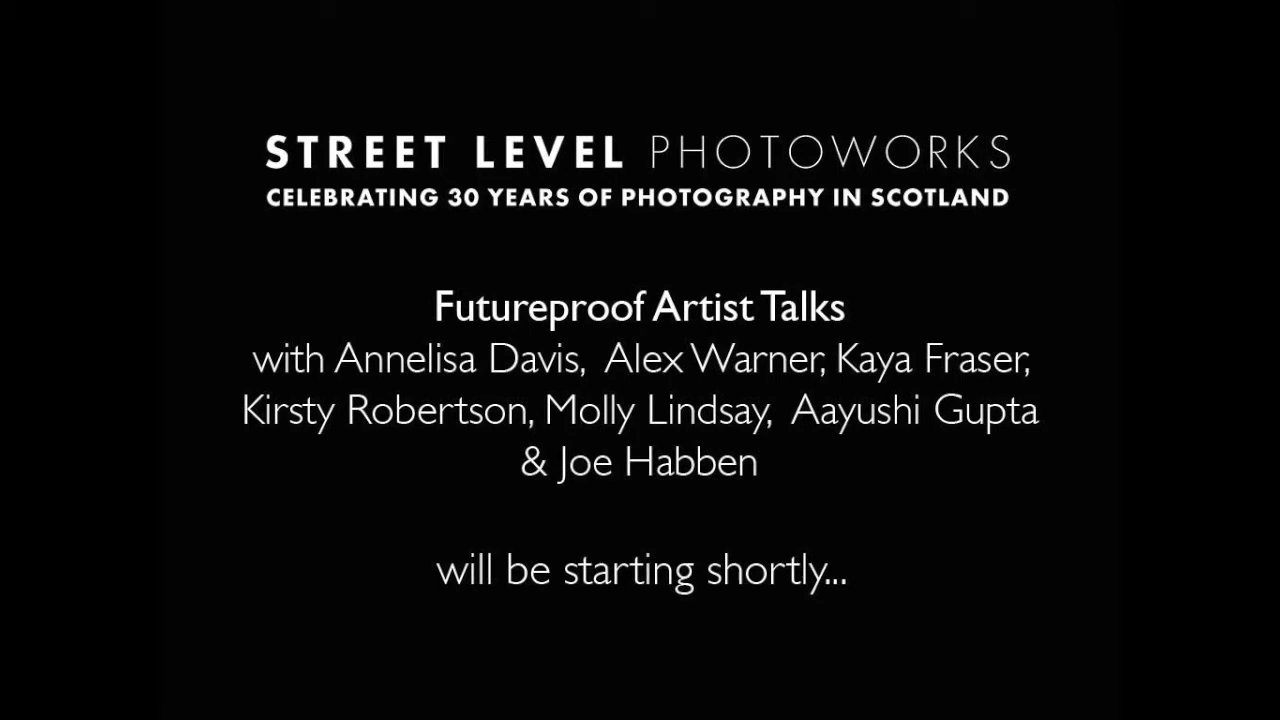 STREET LEVEL PHOTOWORKS
CELEBRATING 30 YEARS OF PHOTOGRAPHY IN SCOTLAND
Futureproof Artist Talks
with Annelisa Davis, Alex Warner, Kaya Fraser,
Kirsty Robertson, Molly Lindsay, Aayushi Gupta
& Joe Habben
will be starting shortly...